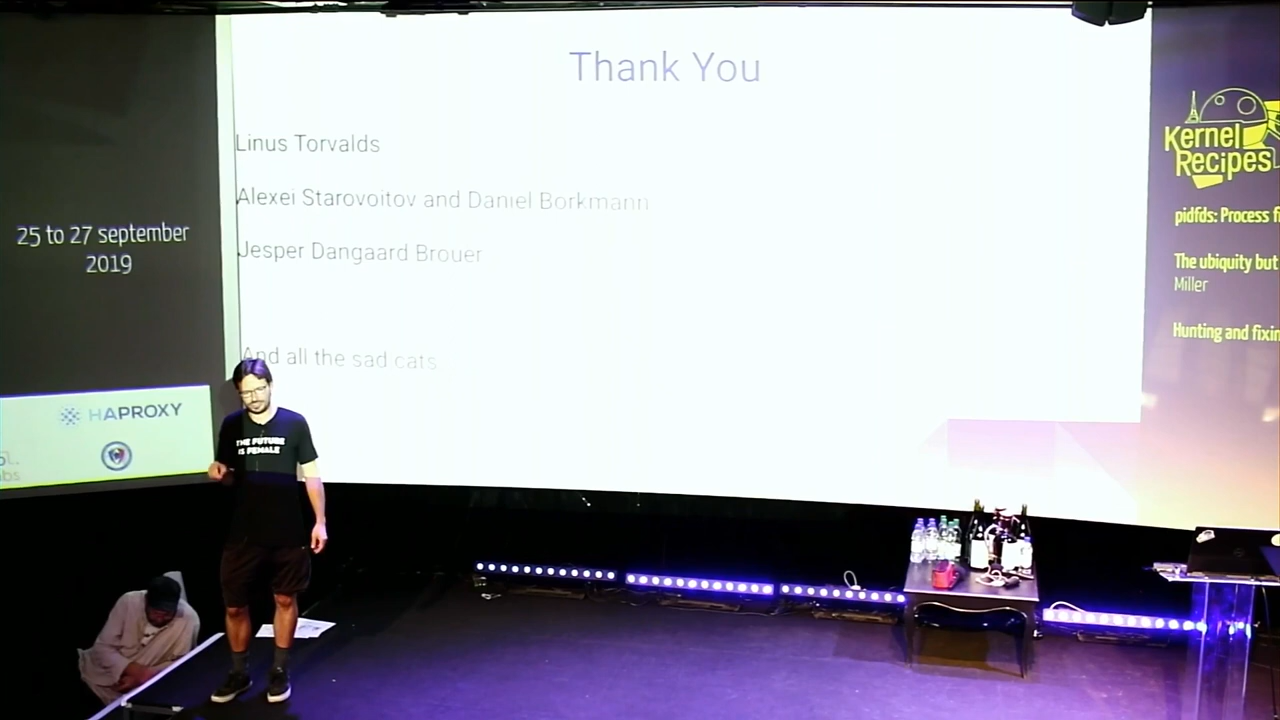 Thank You
Linus Torvalds
Alexei Starovoitov and Daniel Borkmann
Jesper Dangaard Brouer
And all the sad cats
25 to 27 september
2019
HAPROXY
THE FUTURE
IS FEMALE
Kernel
Recipes
pidfds: Process f
The ubiquity but
Miller
Hunting and fixin